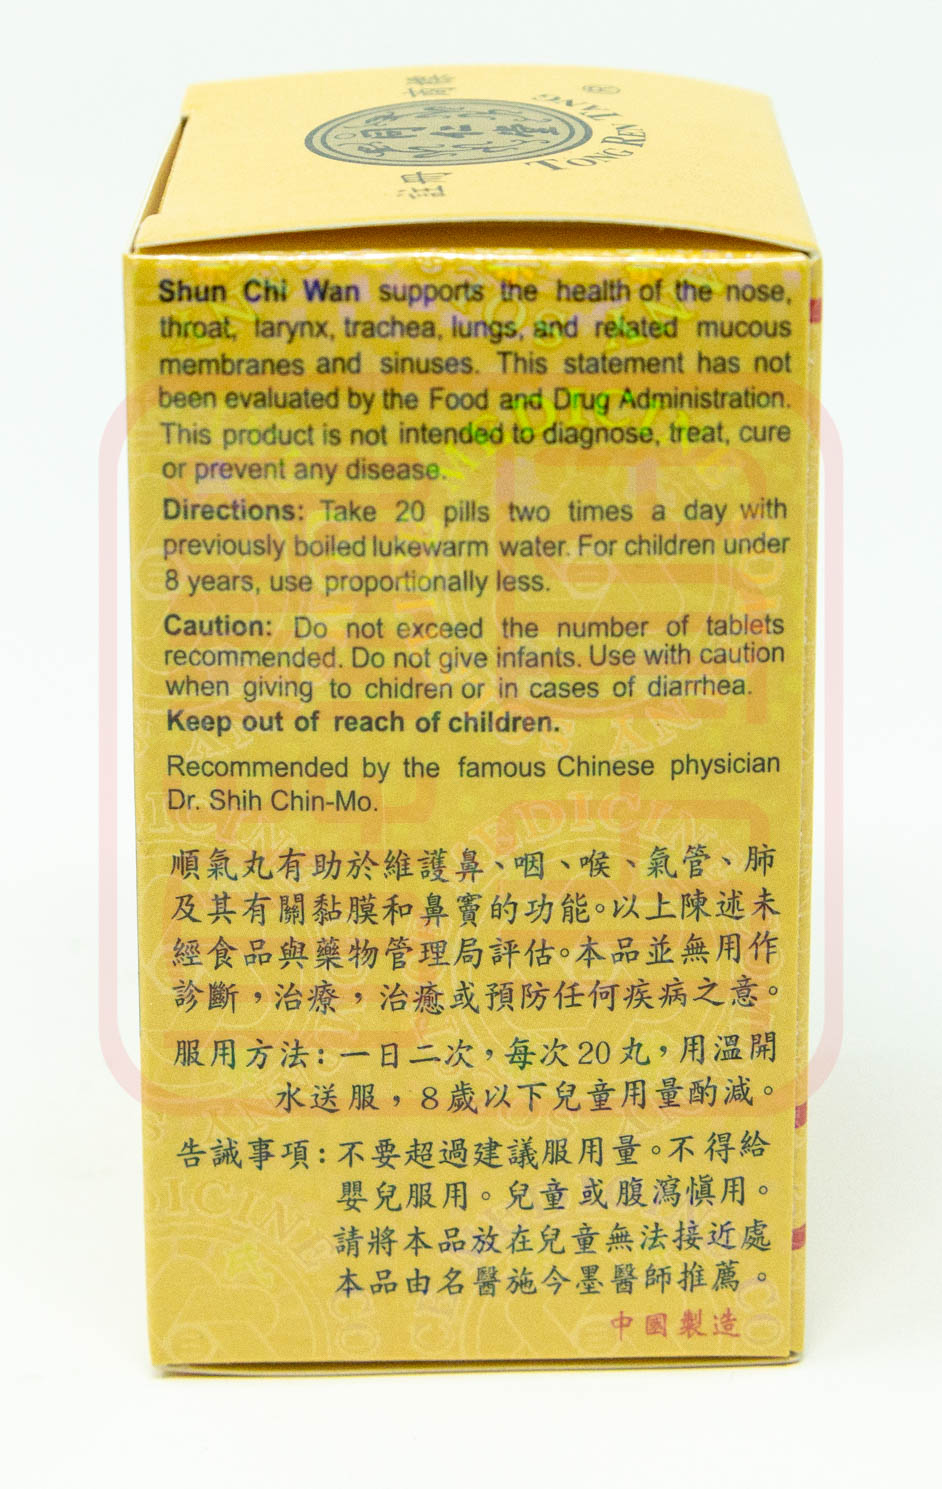 TONG REN TANG
同仁堂
Shun Chi Wan supports the health of the nose,
throat, larynx, trachea, lungs, and related mucous
membranes and sinuses. This statement has not
been evaluated by the Food and Drug Administration.
This product is not intended to diagnose, treat, cure
or prevent any disease.
Directions: Take 20 pills two times a day with
previously boiled lukewarm water. For children under
8 years, use proportionally less.
Caution: Do not exceed the number of tablets
recommended. Do not give infants. Use with caution
when giving to chidren or in cases of diarrhea.
Keep out of reach of children.
Recommended by the famous Chinese physician
Dr. Shih Chin-Mo.
順氣丸有助於維護鼻、咽、喉、氣管、肺
及其有關黏膜和鼻竇的功能。以上陳述未
經食品與藥物管理局評估。本品並無用作
診斷，治療，治癒或預防任何疾病之意。
服用方法：一日二次，每次20丸，用溫開
水送服，8歲以下兒童用量酌減。
告誡事項：不要超過建議服用量。不得給
嬰兒服用。兒童或腹瀉慎用。
請將本品放在兒童無法接近處
本品由名醫施今墨醫師推薦。
中國製造